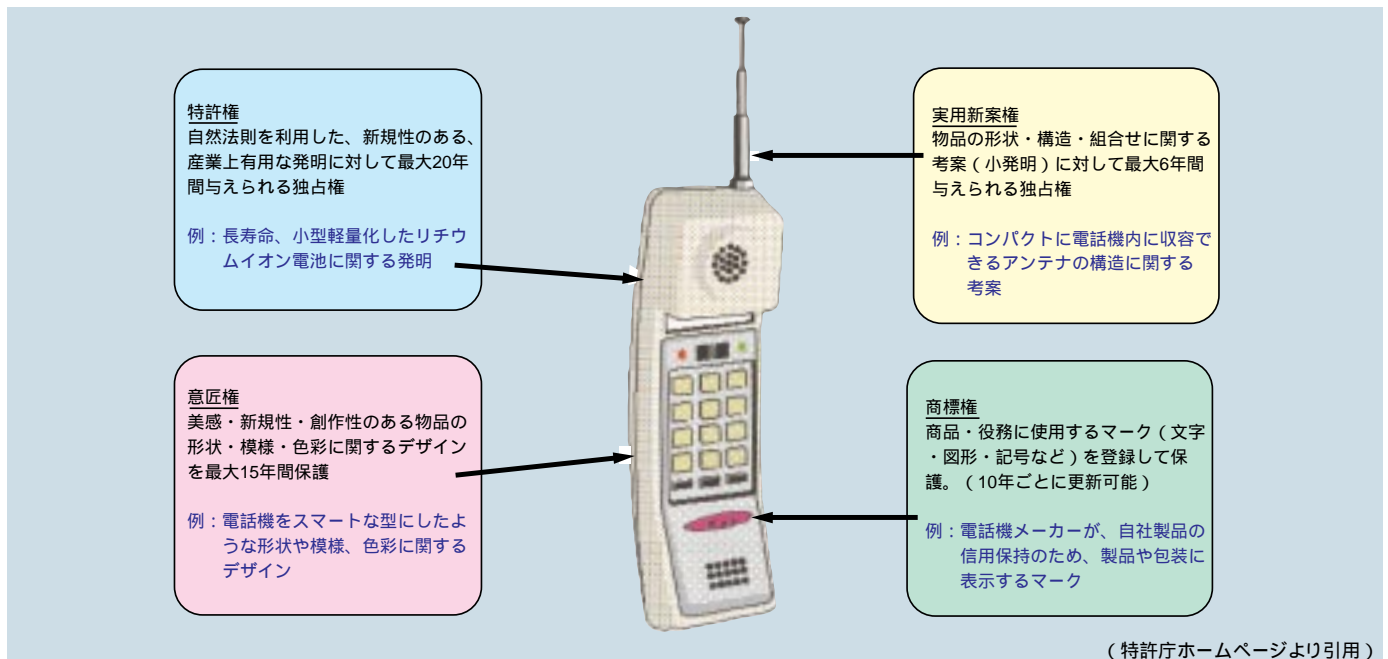 特許権
自然法則を利用した、新規性のある、
産業上有用な発明に対して最大20年
間与えられる独占権
例：長寿命、小型軽量化したリチウ
ムイオン電池に関する発明
実用新案権
物品の形状・構造・組合せに関する
考案（小発明）に対して最大6年間
与えられる独占権
例：コンパクトに電話機内に収容で
きるアンテナの構造に関する
考案
意匠権
美感・新規性・創作性のある物品の
形状・模様・色彩に関するデザイン
を最大15年間保護
例：電話機をスマートな型にしたよ
うな形状や模様、色彩に関する
デザイン
商標権
商品・役務に使用するマーク（文字
・図形・記号など）を登録して保
護。（10年ごとに更新可能）
例：電話機メーカーが、自社製品の
信用保持のため、製品や包装に
表示するマーク
（特許庁ホームページより引用）